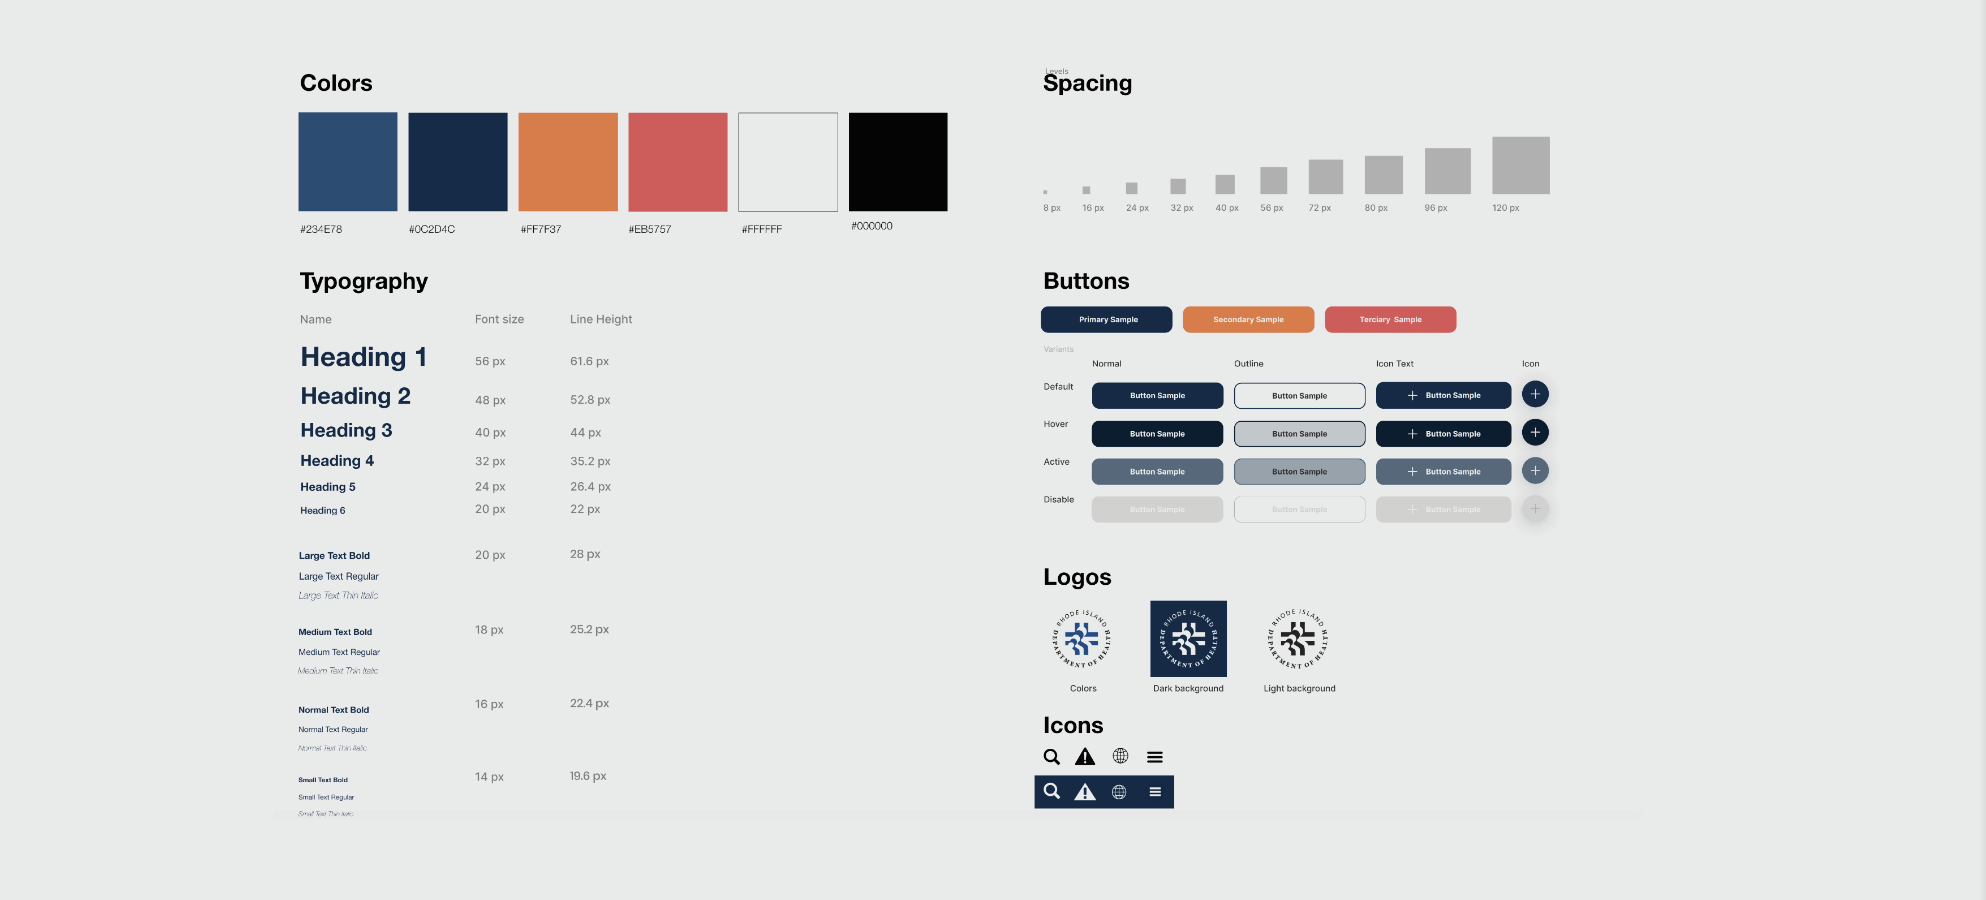 Colors
#234E78 #0C2D4C #FF7F37 #EB5757 #FFFFFF #000000
Typography
Name Font size Line Height
Heading 1 56 px 61.6 px
Heading 2 48 px 52.8 px
Heading 3 40 px 44 px
Heading 4 32 px 35.2 px
Heading 5 24 px 26.4 px
Heading 6 20 px 22 px
Large Text Bold 20 px 28 px
Large Text Regular
Large Text Thin Italic
Medium Text Bold 18 px 25.2 px
Medium Text Regular
Medium Text Thin Italic
Normal Text Bold 16 px 22.4 px
Normal Text Regular
Normal Text Thin Italic
Small Text Bold 14 px 19.6 px
Small Text Regular
Small Text Thin Italic
Levels
Spacing
8 px 16 px 24 px 32 px 40 px 56 px 72 px 80 px 96 px 120 px
Buttons
Primary Sample Secondary Sample Terciary Sample
Variants
Normal Outline Icon Text Icon
Default Button Sample Button Sample Button Sample
Hover Button Sample Button Sample Button Sample
Active Button Sample Button Sample Button Sample
Disable Button Sample Button Sample Button Sample
Logos
RHODE ISLAND DEPARTMENT OF HEALTH
RHODE ISLAND DEPARTMENT OF HEALTH
RHODE ISLAND DEPARTMENT OF HEALTH
Colors Dark background Light background
Icons